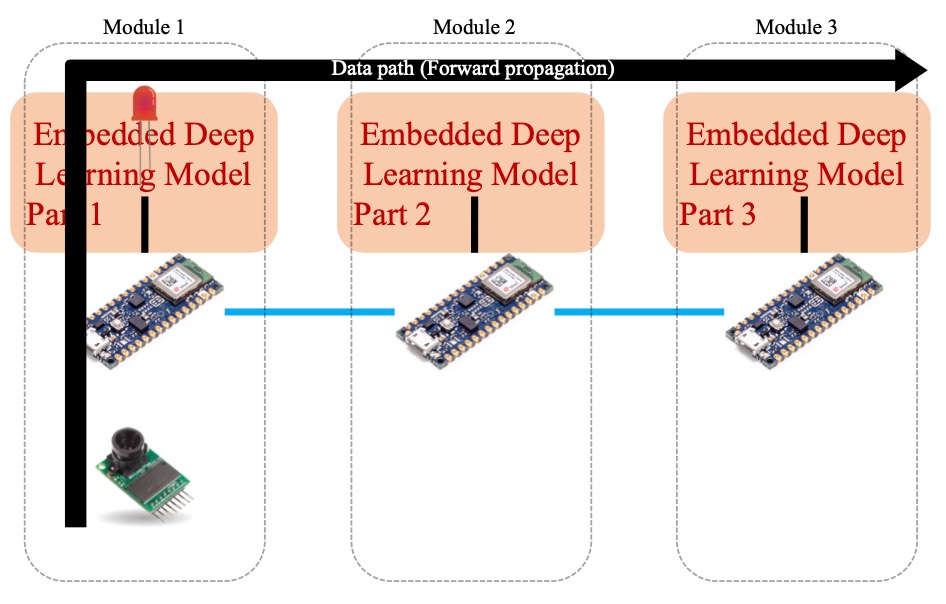 Module 1
Module 2
Module 3
Data path (Forward propagation)
Embedded Deep
Learning Model
Part 1
Embedded Deep
Learning Model
Part 2
Embedded Deep
Learning Model
Part 3